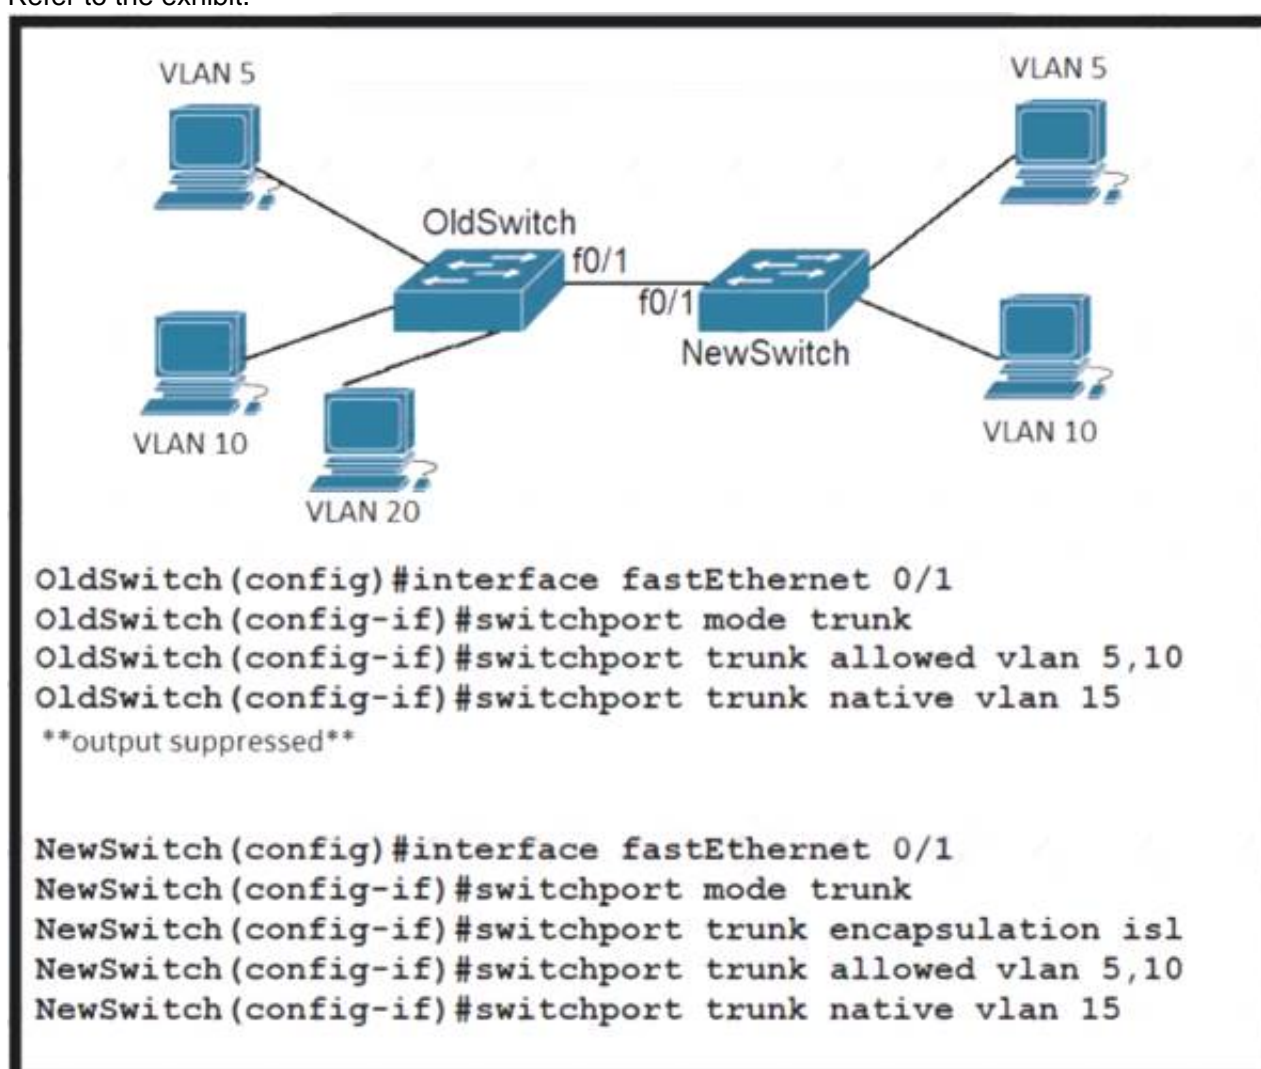 Refer to the exhibit.
VLAN 5
VLAN 5
OldSwitch
f0/1
f0/1
NewSwitch
VLAN 10
VLAN 10
VLAN 20
OldSwitch(config)#interface fastEthernet 0/1
OldSwitch(config-if)#switchport mode trunk
OldSwitch(config-if)#switchport trunk allowed vlan 5,10
OldSwitch(config-if)#switchport trunk native vlan 15
**output suppressed**
NewSwitch(config)#interface fastEthernet 0/1
NewSwitch(config-if)#switchport mode trunk
NewSwitch(config-if)#switchport trunk encapsulation isl
NewSwitch(config-if)#switchport trunk allowed vlan 5,10
NewSwitch(config-if)#switchport trunk native vlan 15